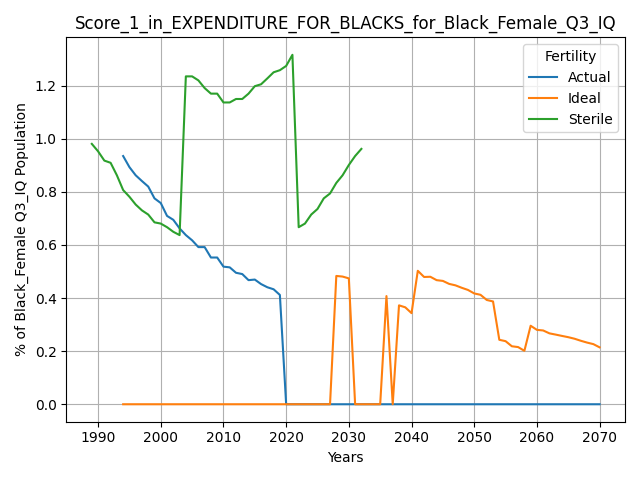 Score_1_in_EXPENDITURE_FOR_BLACKS_for_Black_Female_Q3_IQ
Fertility
Actual
Ideal
Sterile
% of Black_Female Q3_IQ Population
1.2
1.0
0.8
0.6
0.4
0.2
0.0
1990 2000 2010 2020 2030 2040 2050 2060 2070
Years